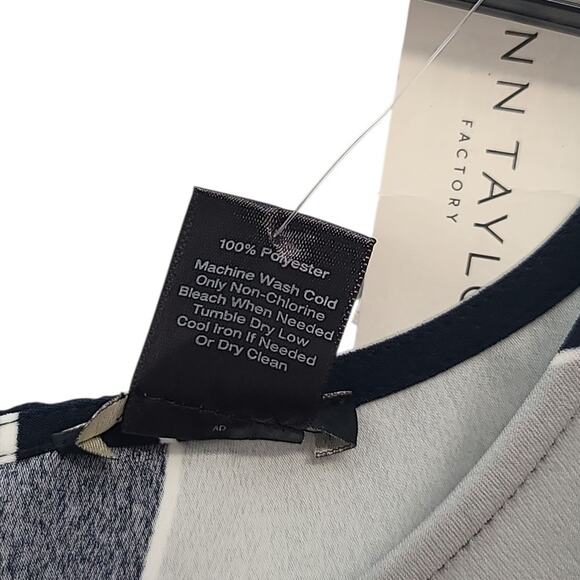 NN TAYLO
FACTORY
100% Polyester
Machine Wash Cold
Only Non-Chlorine
Bleach When Needed
Tumble Dry Low
Cool Iron If Needed
Or Dry Clean